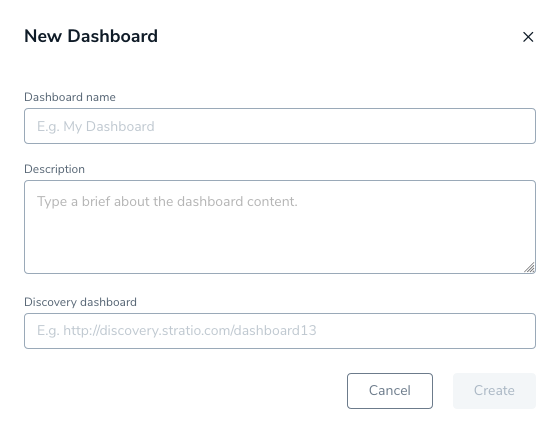 New Dashboard
Dashboard name
E.g. My Dashboard
Description
Type a brief about the dashboard content.
Discovery dashboard
E.g. http://discovery.stratio.com/dashboard13
Cancel
Create